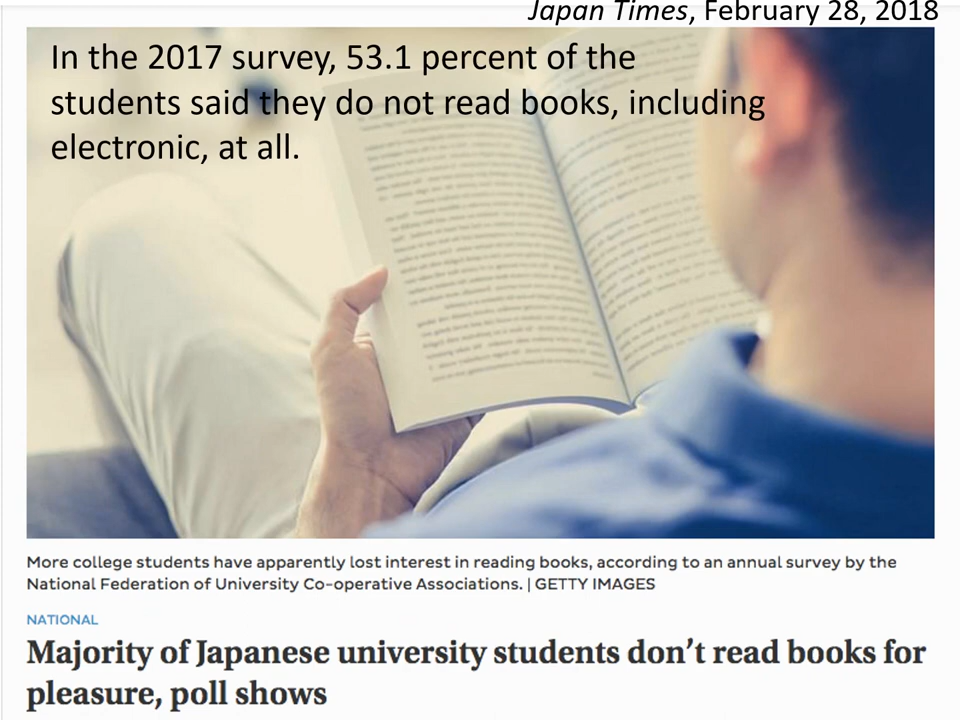 Japan Times, February 28, 2018
In the 2017 survey, 53.1 percent of the
students said they do not read books, including
electronic, at all.
More college students have apparently lost interest in reading books, according to an annual survey by the
National Federation of University Co-operative Associations. | GETTY IMAGES
NATIONAL
Majority of Japanese university students don’t read books for
pleasure, poll shows